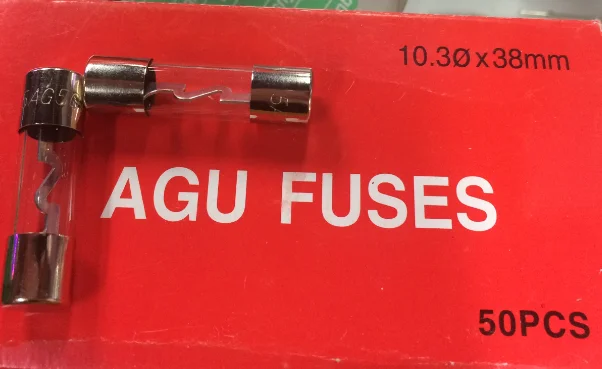 10.3Ø x 38mm
AGU FUSES
50PCS